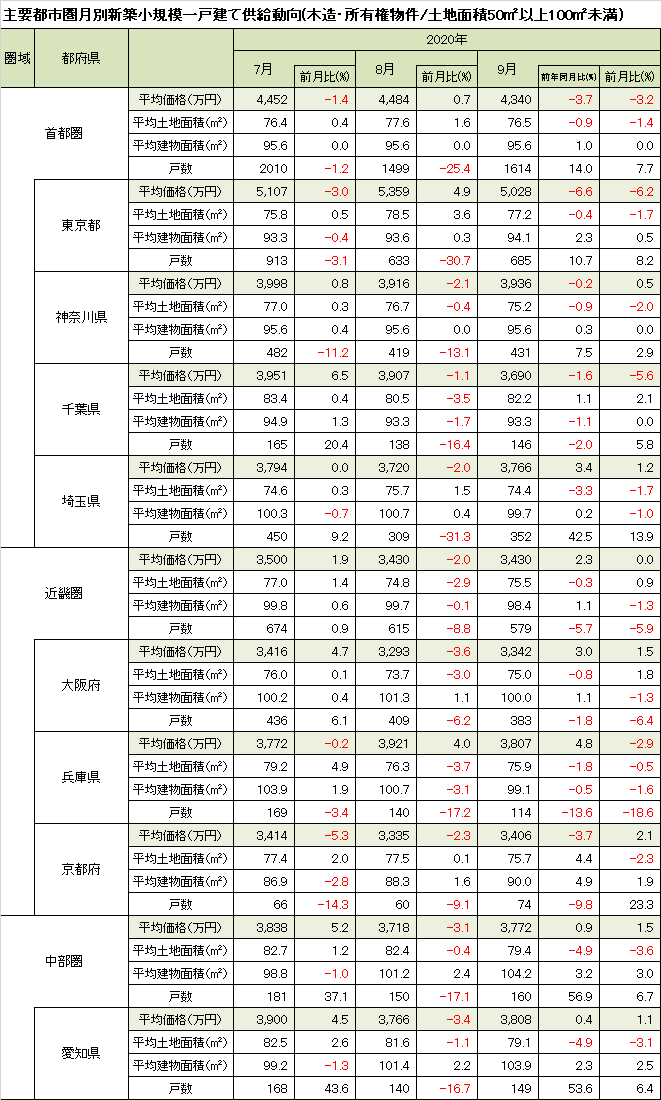 主要都市圏月別新築小規模一戸建て供給動向(木造・所有権物件/土地面積50㎡以上100㎡未満)
圏域 都府県 2020年
7月 前月比(%) 8月 前月比(%) 9月 前年同月比(%) 前月比(%)
首都圏
平均価格(万円) 4,452 -1.4 4,484 0.7 4,340 -3.7 -3.2
平均土地面積(㎡) 76.4 0.4 77.6 1.6 76.5 -0.9 -1.4
平均建物面積(㎡) 95.6 0.0 95.6 0.0 95.6 1.0 0.0
戸数 2010 -1.2 1499 -25.4 1614 14.0 7.7
東京都
平均価格(万円) 5,107 -3.0 5,359 4.9 5,028 -6.6 -6.2
平均土地面積(㎡) 75.8 0.5 78.5 3.6 77.2 -0.4 -1.7
平均建物面積(㎡) 93.3 -0.4 93.6 0.3 94.1 2.3 0.5
戸数 913 -3.1 633 -30.7 685 10.7 8.2
神奈川県
平均価格(万円) 3,998 0.8 3,916 -2.1 3,936 -0.2 0.5
平均土地面積(㎡) 77.0 0.3 76.7 -0.4 75.2 -0.9 -2.0
平均建物面積(㎡) 95.6 0.4 95.6 0.0 95.6 0.3 0.0
戸数 482 -11.2 419 -13.1 431 7.5 2.9
千葉県
平均価格(万円) 3,951 6.5 3,907 -1.1 3,690 -1.6 -5.6
平均土地面積(㎡) 83.4 0.4 80.5 -3.5 82.2 1.1 2.1
平均建物面積(㎡) 94.9 1.3 93.3 -1.7 93.3 -1.1 0.0
戸数 165 20.4 138 -16.4 146 -2.0 5.8
埼玉県
平均価格(万円) 3,794 0.0 3,720 -2.0 3,766 3.4 1.2
平均土地面積(㎡) 74.6 0.3 75.7 1.5 74.4 -3.3 -1.7
平均建物面積(㎡) 100.3 -0.7 100.7 0.4 99.7 0.2 -1.0
戸数 450 9.2 309 -31.3 352 42.5 13.9
近畿圏
平均価格(万円) 3,500 1.9 3,430 -2.0 3,430 2.3 0.0
平均土地面積(㎡) 77.0 1.4 74.8 -2.9 75.5 -0.3 0.9
平均建物面積(㎡) 99.8 0.6 99.7 -0.1 98.4 1.1 -1.3
戸数 674 0.9 615 -8.8 579 -5.7 -5.9
大阪府
平均価格(万円) 3,416 4.7 3,293 -3.6 3,342 3.0 1.5
平均土地面積(㎡) 76.0 0.1 73.7 -3.0 75.0 -0.8 1.8
平均建物面積(㎡) 100.2 0.4 101.3 1.1 100.0 1.1 -1.3
戸数 436 6.1 409 -6.2 383 -1.8 -6.4
兵庫県
平均価格(万円) 3,772 -0.2 3,921 4.0 3,807 4.8 -2.9
平均土地面積(㎡) 79.2 4.9 76.3 -3.7 75.9 -1.8 -0.5
平均建物面積(㎡) 103.9 1.9 100.7 -3.1 99.1 -0.5 -1.6
戸数 169 -3.4 140 -17.2 114 -13.6 -18.6
京都府
平均価格(万円) 3,414 -5.3 3,335 -2.3 3,406 -3.7 2.1
平均土地面積(㎡) 77.4 2.0 77.5 0.1 75.7 4.4 -2.3
平均建物面積(㎡) 86.9 -2.8 88.3 1.6 90.0 4.9 1.9
戸数 66 -14.3 60 -9.1 74 -9.8 23.3
中部圏
平均価格(万円) 3,838 5.2 3,718 -3.1 3,772 0.9 1.5
平均土地面積(㎡) 82.7 1.2 82.4 -0.4 79.4 -4.9 -3.6
平均建物面積(㎡) 98.8 -1.0 101.2 2.4 104.2 3.2 3.0
戸数 181 37.1 150 -17.1 160 56.9 6.7
愛知県
平均価格(万円) 3,900 4.5 3,766 -3.4 3,808 0.4 1.1
平均土地面積(㎡) 82.5 2.6 81.6 -1.1 79.1 -4.9 -3.1
平均建物面積(㎡) 99.2 -1.3 101.4 2.2 103.9 2.3 2.5
戸数 168 43.6 140 -16.7 149 53.6 6.4